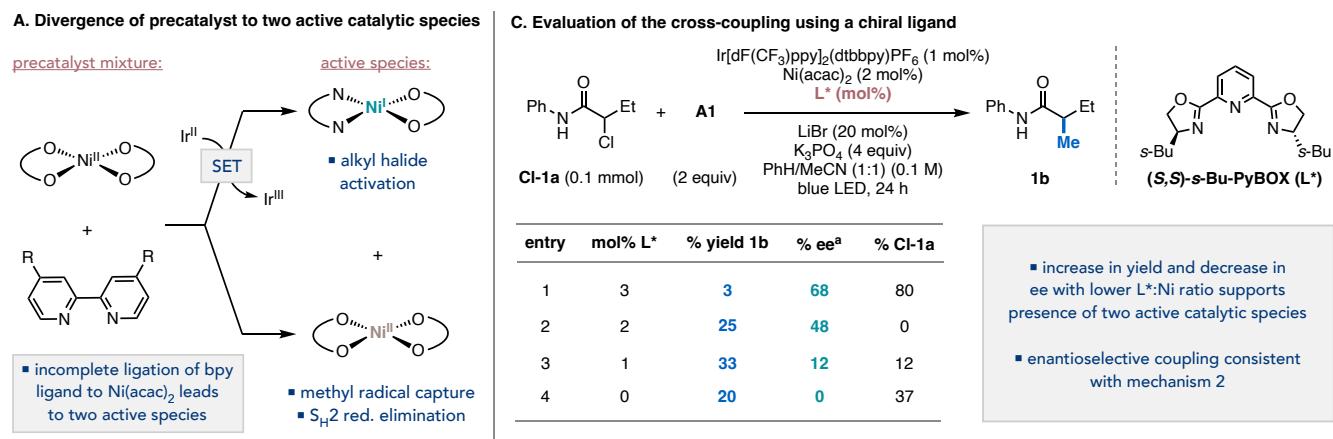 A. Divergence of precatalyst to two active catalytic species
precatalyst mixture:
active species:
O
O
Ni^II
O
O
+
R
R
N
N
Ir^II
SET
Ir^III
N
N
Ni^I
O
O
▪ alkyl halide
activation
+
O
O
Ni^II
O
O
▪ incomplete ligation of bpy
ligand to Ni(acac)₂ leads
to two active species
▪ methyl radical capture
▪ S_H2 red. elimination
C. Evaluation of the cross-coupling using a chiral ligand
O
Ph
N
H
Et
Cl
Cl-1a (0.1 mmol)
+
A1
(2 equiv)
Ir[dF(CF₃)ppy]₂(dtbbpy)PF₆ (1 mol%)
Ni(acac)₂ (2 mol%)
L* (mol%)
LiBr (20 mol%)
K₃PO₄ (4 equiv)
PhH/MeCN (1:1) (0.1 M)
blue LED, 24 h
O
Ph
N
H
Et
Me
1b
O
N
N
N
O
s-Bu
s-Bu
(S,S)-s-Bu-PyBOX (L*)
entry mol% L* % yield 1b % ee^a % Cl-1a
1 3 3 68 80
2 2 25 48 0
3 1 33 12 12
4 0 20 0 37
▪ increase in yield and decrease in
ee with lower L*:Ni ratio supports
presence of two active catalytic species
▪ enantioselective coupling consistent
with mechanism 2